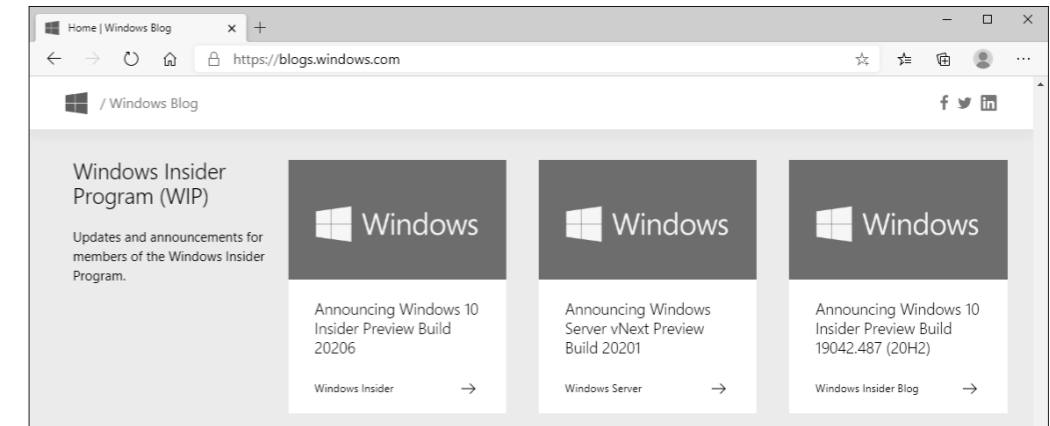 Home | Windows Blog
https://blogs.windows.com
/ Windows Blog
Windows Insider
Program (WIP)
Updates and announcements for
members of the Windows Insider
Program.
Windows
Announcing Windows 10
Insider Preview Build
20206
Windows Insider
Windows
Announcing Windows
Server vNext Preview
Build 20201
Windows Server
Windows
Announcing Windows 10
Insider Preview Build
19042.487 (20H2)
Windows Insider Blog